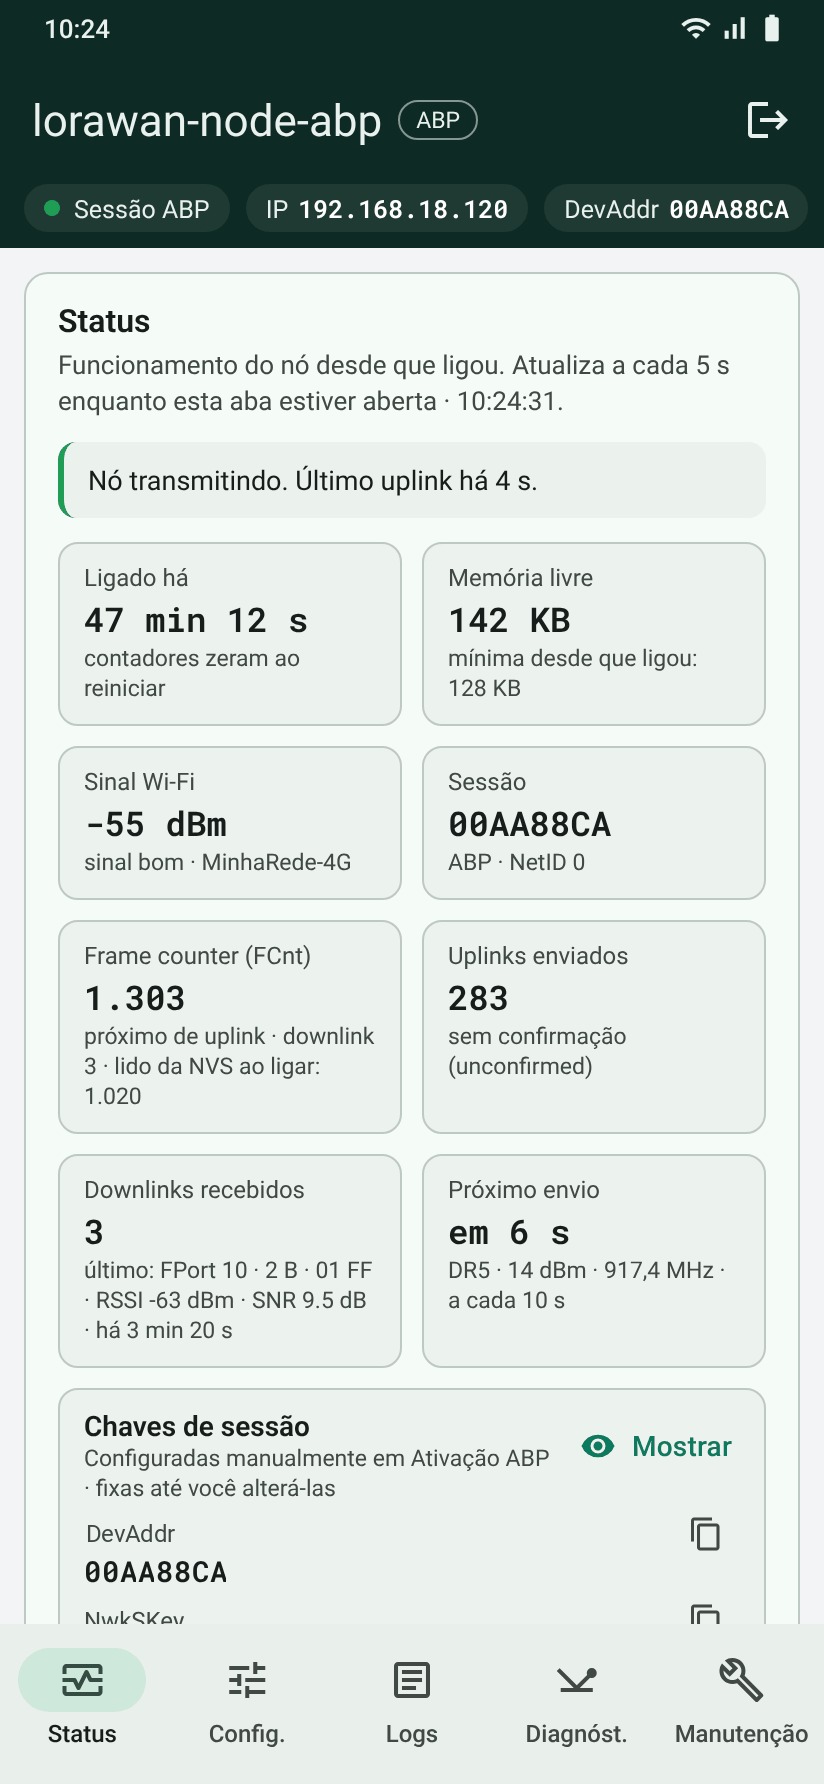 10:24
lorawan-node-abp
ABP
Sessão ABP
IP 192.168.18.120
DevAddr 00AA88CA
Status
Funcionamento do nó desde que ligou. Atualiza a cada 5 s
enquanto esta aba estiver aberta · 10:24:31.
Nó transmitindo. Último uplink há 4 s.
Ligado há
47 min 12 s
contadores zeram ao
reiniciar
Memória livre
142 KB
mínima desde que ligou:
128 KB
Sinal Wi-Fi
-55 dBm
sinal bom · MinhaRede-4G
Sessão
00AA88CA
ABP · NetID 0
Frame counter (FCnt)
1.303
próximo de uplink · downlink
3 · lido da NVS ao ligar:
1.020
Uplinks enviados
283
sem confirmação
(unconfirmed)
Downlinks recebidos
3
último: FPort 10 · 2 B · 01 FF
· RSSI -63 dBm · SNR 9.5 dB
· há 3 min 20 s
Próximo envio
em 6 s
DR5 · 14 dBm · 917,4 MHz ·
a cada 10 s
Chaves de sessão
Configuradas manualmente em Ativação ABP
· fixas até você alterá-las
Mostrar
DevAddr
00AA88CA
NwkSKey
Status
Config.
Logs
Diagnóst.
Manutenção